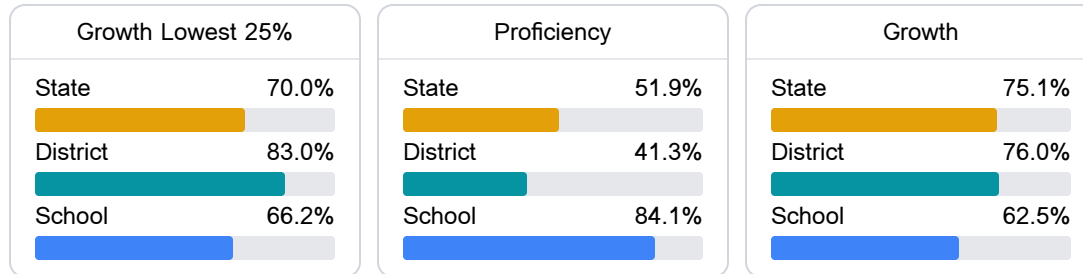 Growth Lowest 25%
State 70.0%
District 83.0%
School 66.2%
Proficiency
State 51.9%
District 41.3%
School 84.1%
Growth
State 75.1%
District 76.0%
School 62.5%